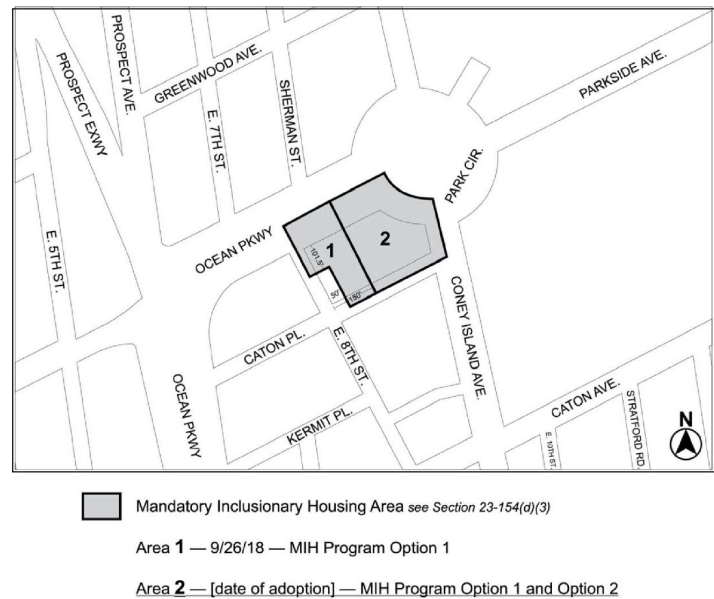 PROSPECT EXWY
PROSPECT AVE.
GREENWOOD AVE.
E. 7TH ST.
SHERMAN ST.
PARKSIDE AVE.
PARK CIR.
E. 5TH ST.
OCEAN PKWY
1
2
101.5'
50'
150'
CATON PL.
E. 8TH ST.
CONEY ISLAND AVE.
OCEAN PKWY
KERMIT PL.
CATON AVE.
E. 10TH ST.
STRATFORD RD.
N
Mandatory Inclusionary Housing Area see Section 23-154(d)(3)
Area 1 — 9/26/18 — MIH Program Option 1
Area 2 — [date of adoption] — MIH Program Option 1 and Option 2